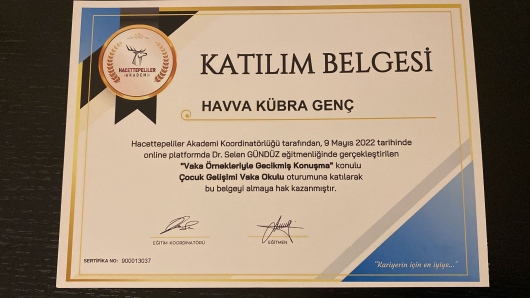 HACETTEPELİLER
AKADEMİ
KATILIM BELGESİ
HAVVA KÜBRA GENÇ
Hacettepeliler Akademi Koordinatörlüğü tarafından, 9 Mayıs 2022 tarihinde
online platformda Dr. Selen GÜNDÜZ eğitmenliğinde gerçekleştirilen
"Vaka Örnekleriyle Gecikmiş Konuşma" konulu
Çocuk Gelişimi Vaka Okulu oturumuna katılarak
bu belgeyi almaya hak kazanmıştır.
EĞİTİM KOORDİNATÖRÜ
EĞİTMEN
SERTİFİKA NO: 900013037
"Kariyerin için en iyiye..."